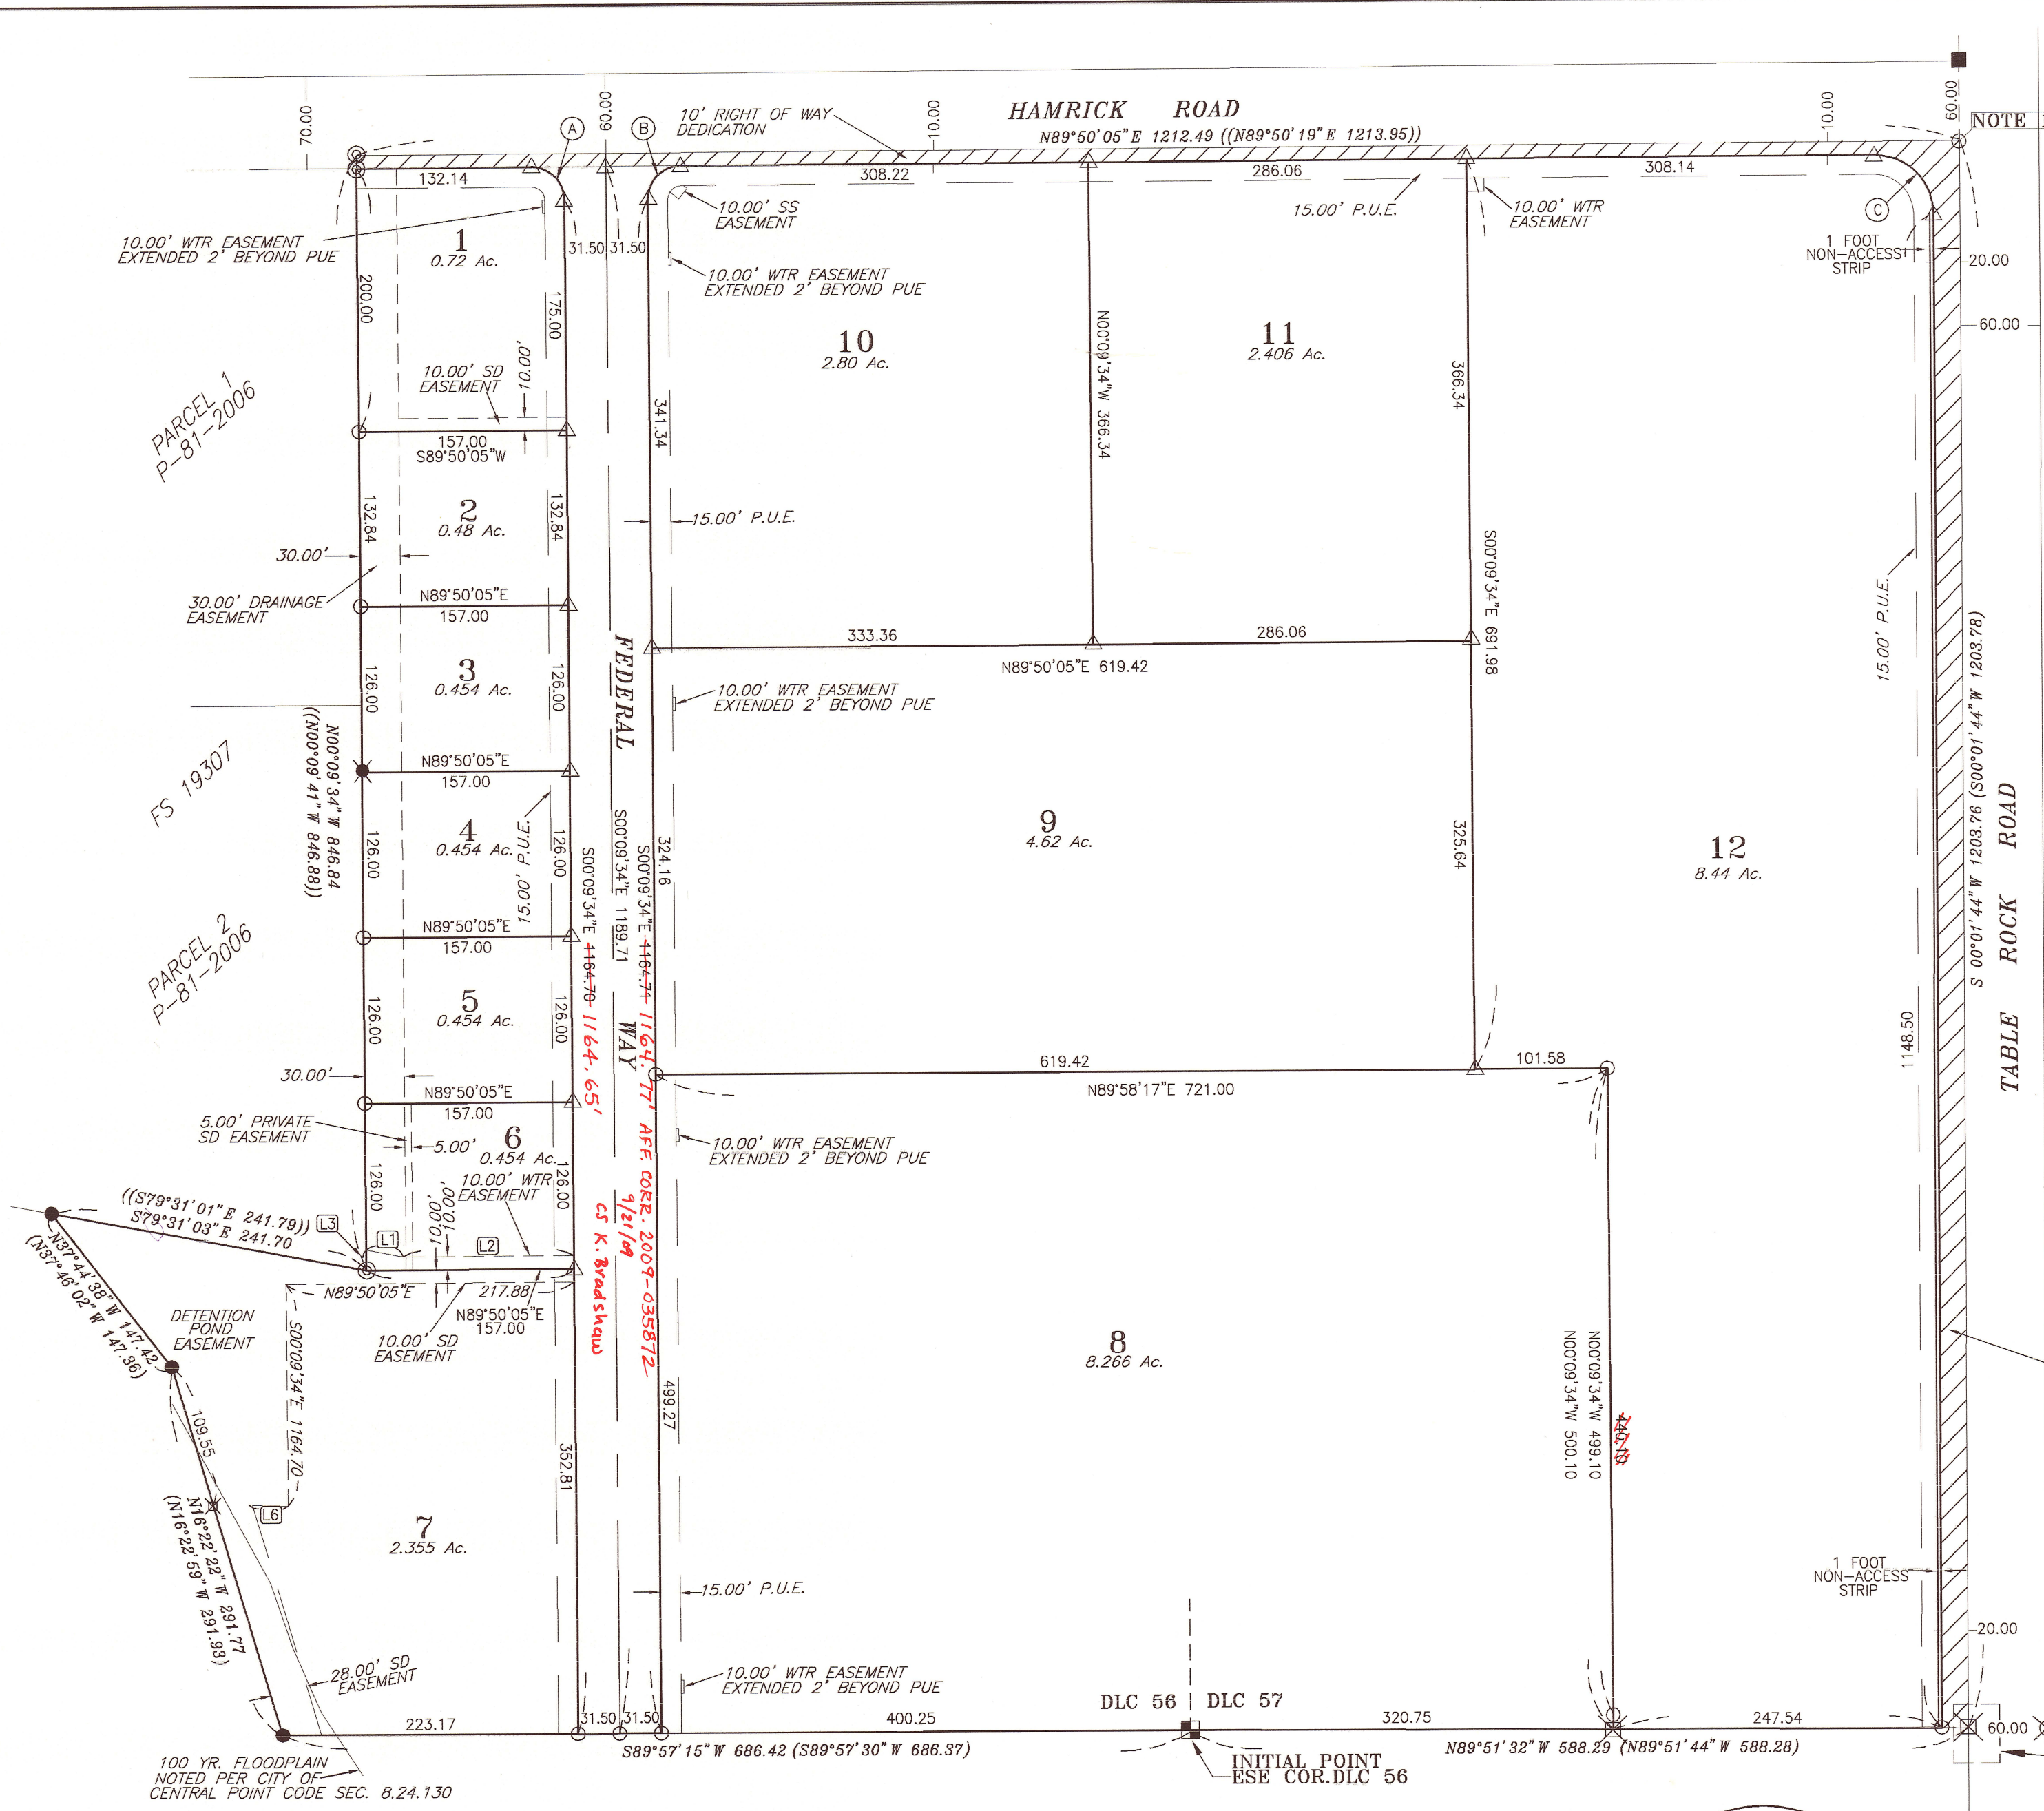 HAMRICK ROAD
N89°50'05"E 1212.49 ((N89°50'19"E 1213.95))
10' RIGHT OF WAY
DEDICATION
70.00
60.00
10.00
10.00
60.00
NOTE
A
B
C
132.14
308.22
286.06
308.14
10.00' WTR EASEMENT
EXTENDED 2' BEYOND PUE
1
0.72 Ac.
31.50
31.50
10.00' SS
EASEMENT
10.00' WTR EASEMENT
EXTENDED 2' BEYOND PUE
15.00' P.U.E.
10.00' WTR
EASEMENT
1 FOOT
NON-ACCESS
STRIP
20.00
60.00
200.00
175.00
10.00' SD
EASEMENT
10.00'
157.00
S89°50'05"W
PARCEL 1
P-81-2006
10
2.80 Ac.
341.34
N00°09'34"W 366.34
11
2.406 Ac.
366.34
S00°09'34"E 691.98
2
0.48 Ac.
132.84
132.84
30.00'
30.00' DRAINAGE
EASEMENT
N89°50'05"E
157.00
15.00' P.U.E.
15.00' P.U.E.
333.36
286.06
N89°50'05"E 619.42
3
0.454 Ac.
126.00
126.00
N89°50'05"E
157.00
10.00' WTR EASEMENT
EXTENDED 2' BEYOND PUE
FS 19307
N00°09'34"W 846.84
((N00°09'41"W 846.88))
4
0.454 Ac.
126.00
126.00
15.00' P.U.E.
N89°50'05"E
157.00
FEDERAL WAY
S00°09'34"E 1164.70 1164.65'
S00°09'34"E 1189.71
S00°09'34"E 1164.71 1164.77' AFF. CORR. 2009-035872
9/21/09
CS K. Bradshaw
324.16
9
4.62 Ac.
325.64
12
8.44 Ac.
S 00°01'44"W 1203.76 (S00°01'44"W 1203.78)
TABLE ROCK ROAD
1148.50
PARCEL 2
P-81-2006
5
0.454 Ac.
126.00
126.00
30.00'
N89°50'05"E
157.00
619.42
101.58
N89°58'17"E 721.00
5.00' PRIVATE
SD EASEMENT
5.00'
6
0.454 Ac.
126.00
126.00
10.00' WTR
EASEMENT
10.00'
10.00'
L3
L1
L2
10.00' WTR EASEMENT
EXTENDED 2' BEYOND PUE
((S79°31'01"E 241.79))
S79°31'03"E 241.70
N37°44'38"W 147.42
(N37°46'02"W 147.36)
N89°50'05"E 217.88
N89°50'05"E
157.00
10.00' SD
EASEMENT
DETENTION
POND
EASEMENT
S00°09'34"E 1164.70
109.55
L6
N16°22'22"W 291.77
(N16°22'59"W 291.93)
7
2.355 Ac.
352.81
499.27
8
8.266 Ac.
N00°09'34"W 499.10
N00°09'34"W 500.10
28.00' SD
EASEMENT
15.00' P.U.E.
10.00' WTR EASEMENT
EXTENDED 2' BEYOND PUE
1 FOOT
NON-ACCESS
STRIP
20.00
DLC 56
DLC 57
223.17
31.50
31.50
400.25
320.75
247.54
60.00
S89°57'15"W 686.42 (S89°57'30"W 686.37)
N89°51'32"W 588.29 (N89°51'44"W 588.28)
INITIAL POINT
ESE COR.DLC 56
100 YR. FLOODPLAIN
NOTED PER CITY OF
CENTRAL POINT CODE SEC. 8.24.130